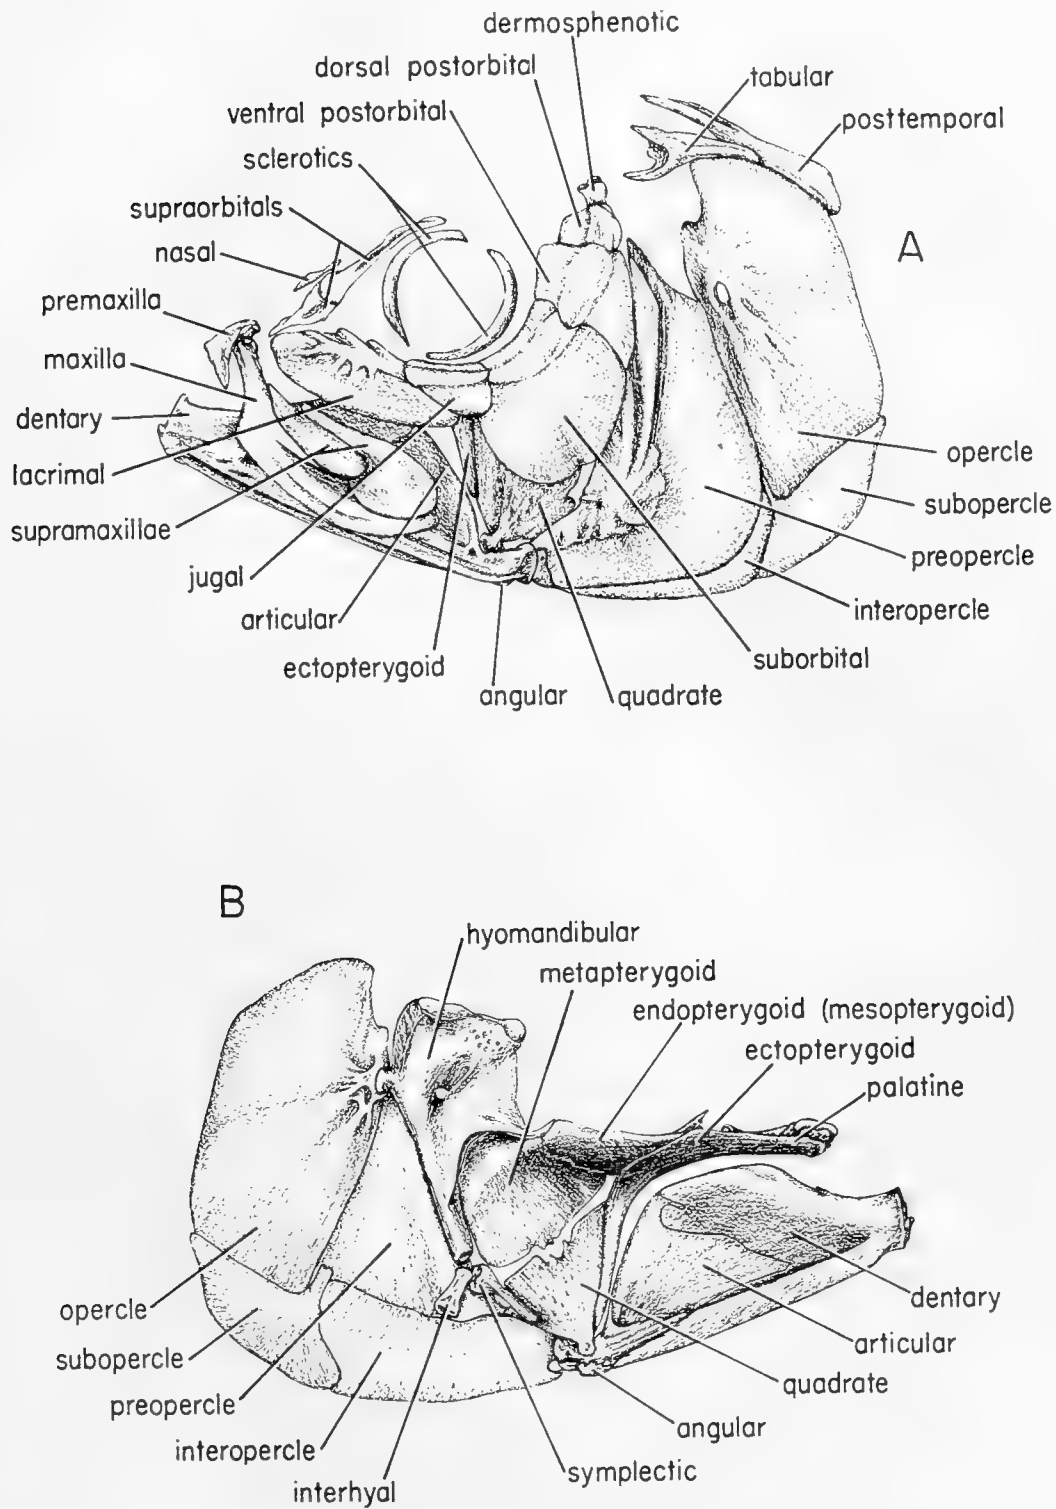 dermosphenotic
dorsal postorbital
tabular
ventral postorbital
posttemporal
sclerotics
supraorbitals
A
nasal
premaxilla
maxilla
dentary
opercle
lacrimal
subopercle
supramaxillae
preopercle
jugal
interopercle
articular
suborbital
ectopterygoid
angular
quadrate
B
hyomandibular
metapterygoid
endopterygoid (mesopterygoid)
ectopterygoid
palatine
opercle
dentary
subopercle
articular
preopercle
quadrate
angular
interopercle
symplectic
interhyal